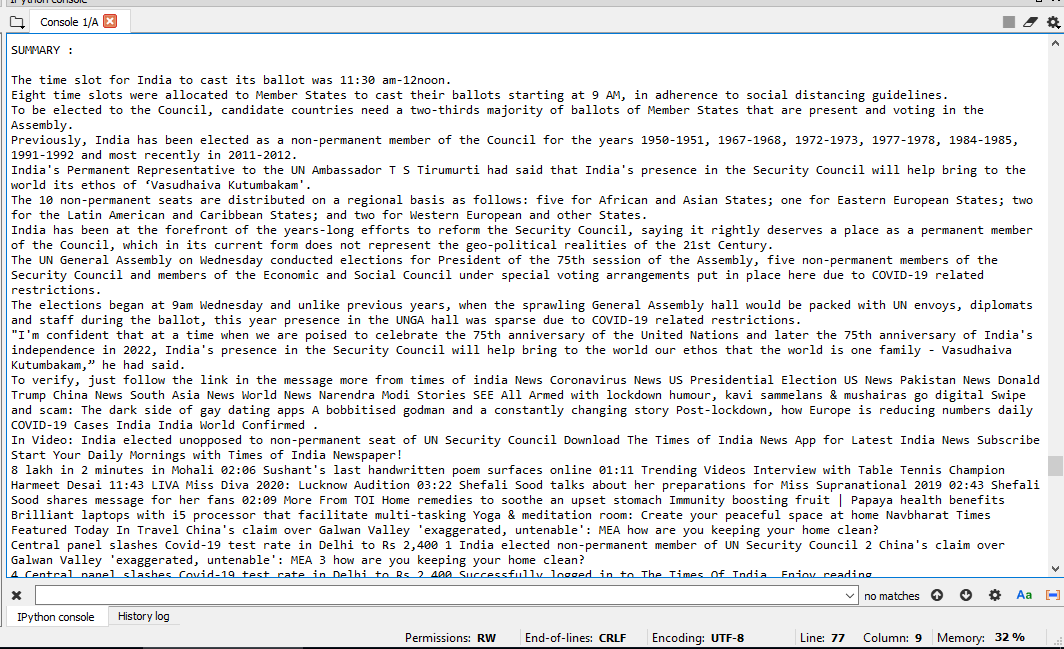 IPython console
Console 1/A
SUMMARY :
The time slot for India to cast its ballot was 11:30 am-12noon.
Eight time slots were allocated to Member States to cast their ballots starting at 9 AM, in adherence to social distancing guidelines.
To be elected to the Council, candidate countries need a two-thirds majority of ballots of Member States that are present and voting in the
Assembly.
Previously, India has been elected as a non-permanent member of the Council for the years 1950-1951, 1967-1968, 1972-1973, 1977-1978, 1984-1985,
1991-1992 and most recently in 2011-2012.
India's Permanent Representative to the UN Ambassador T S Tirumurti had said that India's presence in the Security Council will help bring to the
world its ethos of ‘Vasudhaiva Kutumbakam'.
The 10 non-permanent seats are distributed on a regional basis as follows: five for African and Asian States; one for Eastern European States; two
for the Latin American and Caribbean States; and two for Western European and other States.
India has been at the forefront of the years-long efforts to reform the Security Council, saying it rightly deserves a place as a permanent member
of the Council, which in its current form does not represent the geo-political realities of the 21st Century.
The UN General Assembly on Wednesday conducted elections for President of the 75th session of the Assembly, five non-permanent members of the
Security Council and members of the Economic and Social Council under special voting arrangements put in place here due to COVID-19 related
restrictions.
The elections began at 9am Wednesday and unlike previous years, when the sprawling General Assembly hall would be packed with UN envoys, diplomats
and staff during the ballot, this year presence in the UNGA hall was sparse due to COVID-19 related restrictions.
"I'm confident that at a time when we are poised to celebrate the 75th anniversary of the United Nations and later the 75th anniversary of India's
independence in 2022, India's presence in the Security Council will help bring to the world our ethos that the world is one family - Vasudhaiva
Kutumbakam,” he had said.
To verify, just follow the link in the message more from times of india News Coronavirus News US Presidential Election US News Pakistan News Donald
Trump China News South Asia News World News Narendra Modi Stories SEE All Armed with lockdown humour, kavi sammelans & mushairas go digital Swipe
and scam: The dark side of gay dating apps A bobbitised godman and a constantly changing story Post-lockdown, how Europe is reducing numbers daily
COVID-19 Cases India India World Confirmed .
In Video: India elected unopposed to non-permanent seat of UN Security Council Download The Times of India News App for Latest India News Subscribe
Start Your Daily Mornings with Times of India Newspaper!
8 lakh in 2 minutes in Mohali 02:06 Sushant's last handwritten poem surfaces online 01:11 Trending Videos Interview with Table Tennis Champion
Harmeet Desai 11:43 LIVA Miss Diva 2020: Lucknow Audition 03:22 Shefali Sood talks about her preparations for Miss Supranational 2019 02:43 Shefali
Sood shares message for her fans 02:09 More From TOI Home remedies to soothe an upset stomach Immunity boosting fruit | Papaya health benefits
Brilliant laptops with i5 processor that facilitate multi-tasking Yoga & meditation room: Create your peaceful space at home Navbharat Times
Featured Today In Travel China's claim over Galwan Valley 'exaggerated, untenable': MEA how are you keeping your home clean?
Central panel slashes Covid-19 test rate in Delhi to Rs 2,400 1 India elected non-permanent member of UN Security Council 2 China's claim over
Galwan Valley 'exaggerated, untenable': MEA 3 how are you keeping your home clean?
4 Central panel slashes Covid-19 test rate in Delhi to Rs 2,400 Successfully logged in to The Times Of India. Enjoy reading
no matches
Aa
IPython console
History log
Permissions: RW End-of-lines: CRLF Encoding: UTF-8 Line: 77 Column: 9 Memory: 32 %